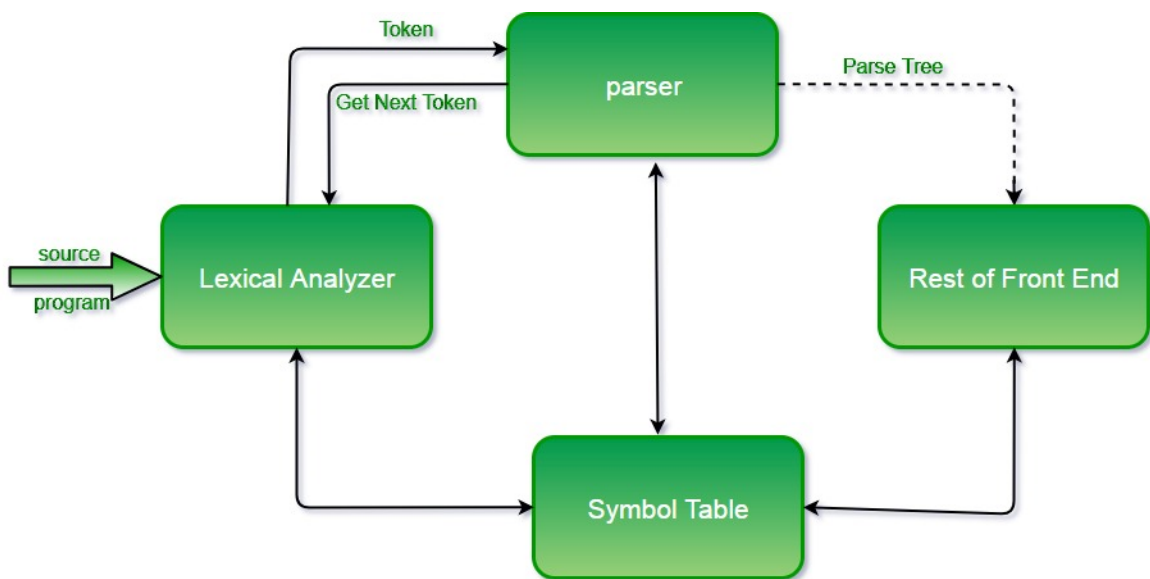 Token
parser
Parse Tree
Get Next Token
source
program
Lexical Analyzer
Rest of Front End
Symbol Table